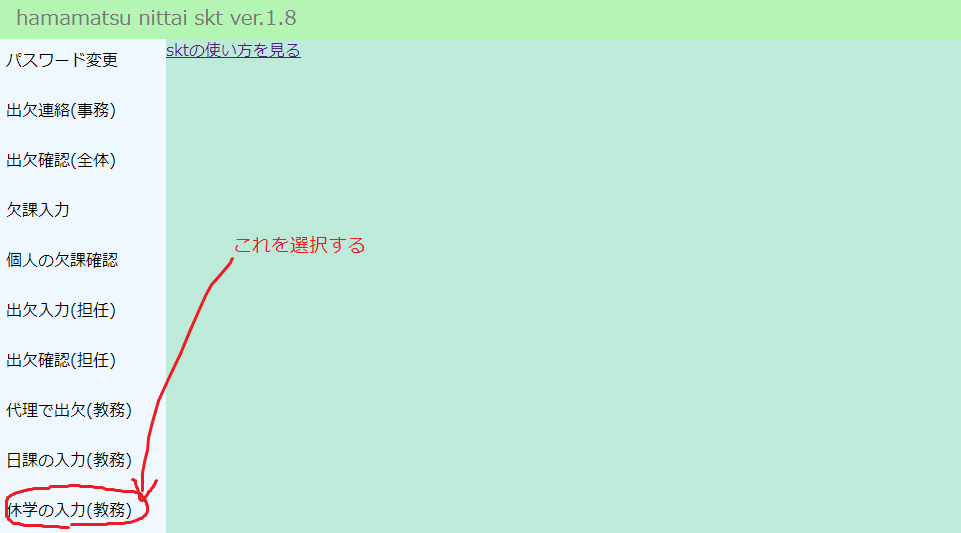 hamamatsu nittai skt ver.1.8
sktの使い方を見る
パスワード変更
出欠連絡(事務)
出欠確認(全体)
欠課入力
これを選択する
個人の欠課確認
出欠入力(担任)
出欠確認(担任)
代理で出欠(教務)
日課の入力(教務)
休学の入力(教務)